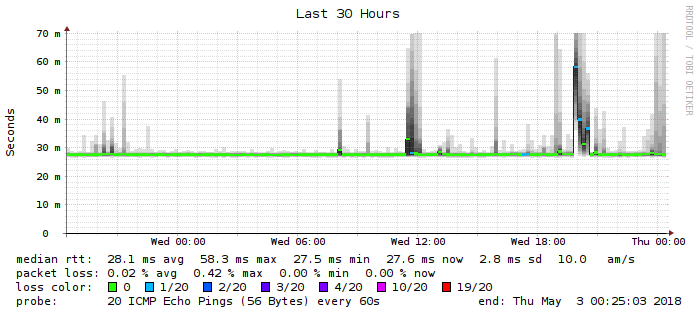 Last 30 Hours
RRDTOOL / TOBI OETIKER
Seconds
70 m
60 m
50 m
40 m
30 m
20 m
10 m
0
Wed 00:00 Wed 06:00 Wed 12:00 Wed 18:00 Thu 00:00
median rtt: 28.1 ms avg 58.3 ms max 27.5 ms min 27.6 ms now 2.8 ms sd 10.0 am/s
packet loss: 0.02 % avg 0.42 % max 0.00 % min 0.00 % now
loss color: 0 1/20 2/20 3/20 4/20 10/20 19/20
probe: 20 ICMP Echo Pings (56 Bytes) every 60s end: Thu May 3 00:25:03 2018